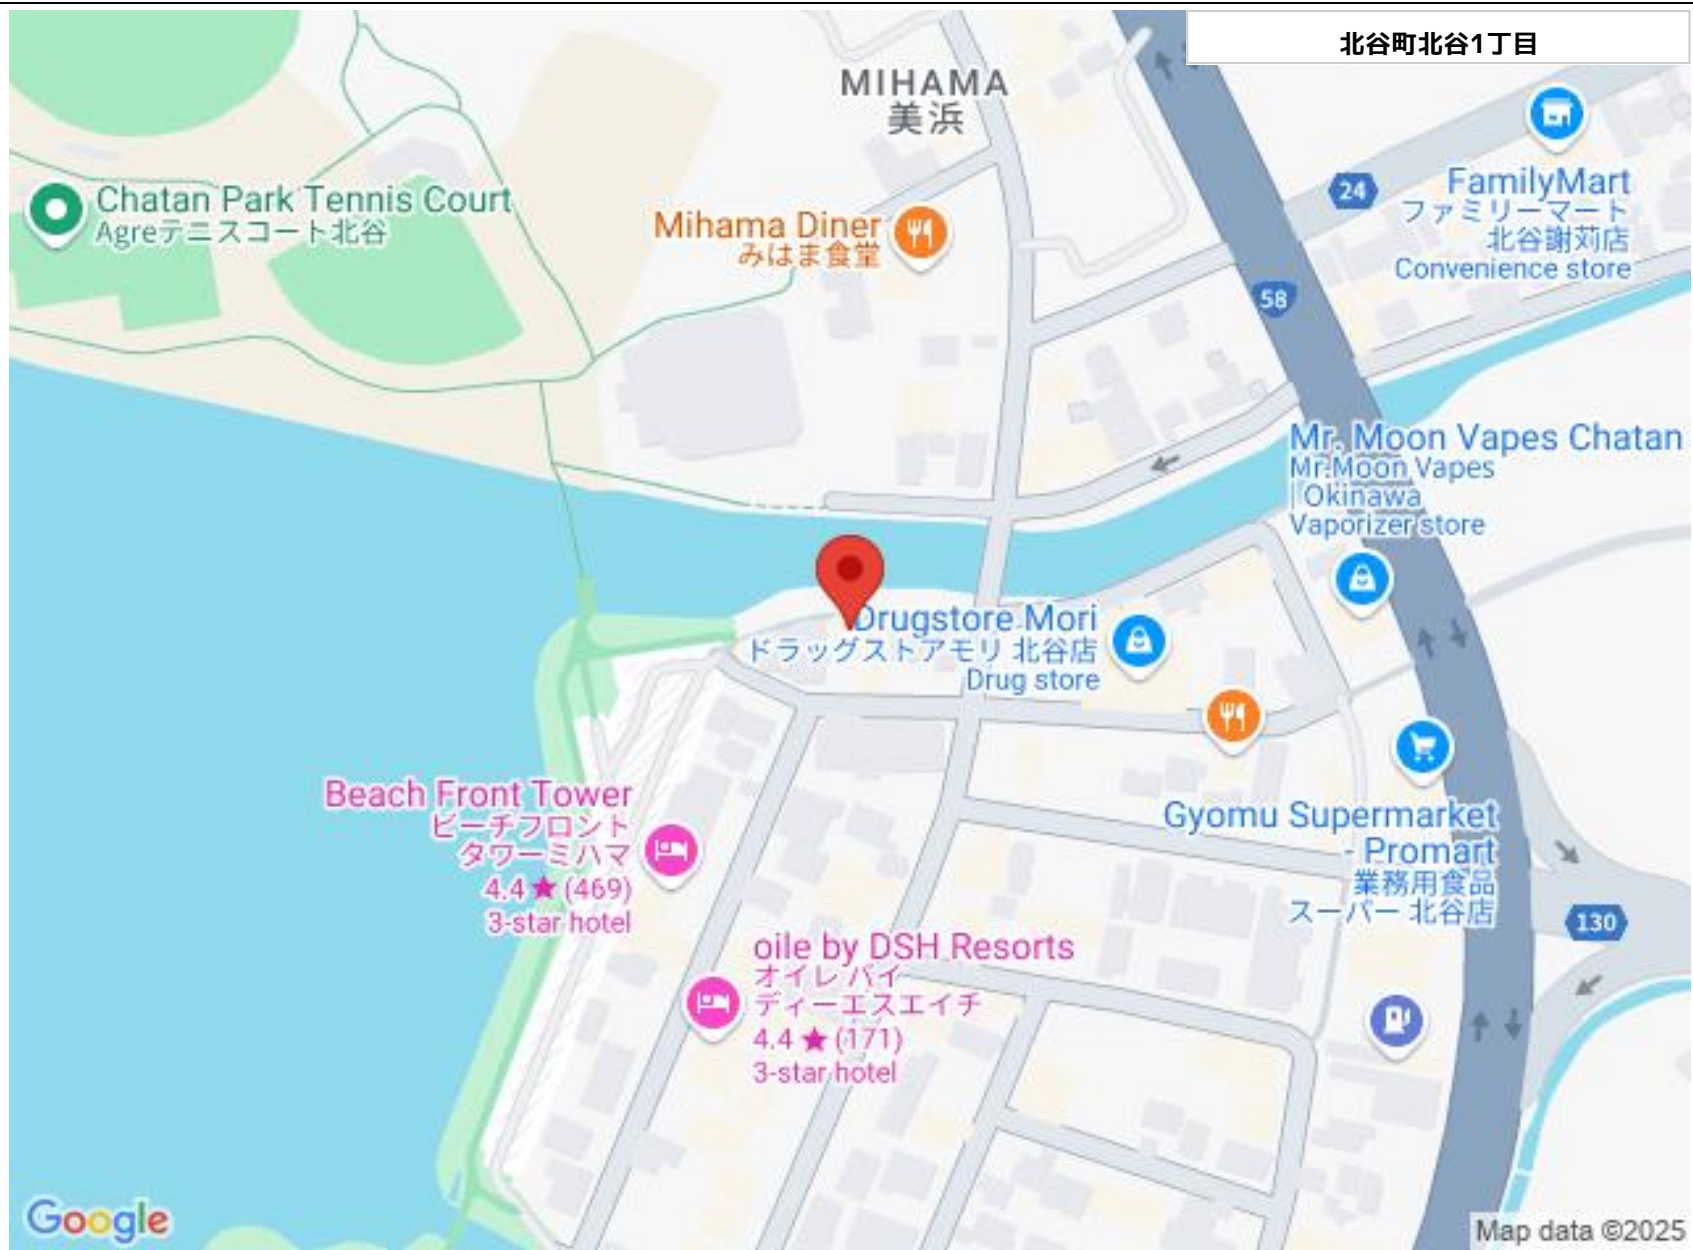 北谷町北谷1丁目
MIHAMA
美浜
24
FamilyMart
ファミリーマート
北谷謝苅店
Convenience store
Chatan Park Tennis Court
Agreテニスコート北谷
Mihama Diner
みはま食堂
58
Mr. Moon Vapes Chatan
Mr.Moon Vapes
| Okinawa
Vaporizer store
Drugstore Mori
ドラッグストアモリ 北谷店
Drug store
Beach Front Tower
ビーチフロント
タワーミハマ
4.4 ★ (469)
3-star hotel
Gyomu Supermarket
- Promart
業務用食品
スーパー 北谷店
130
oile by DSH Resorts
オイレ バイ
ディーエスエイチ
4.4 ★ (171)
3-star hotel
Google
Map data ©2025